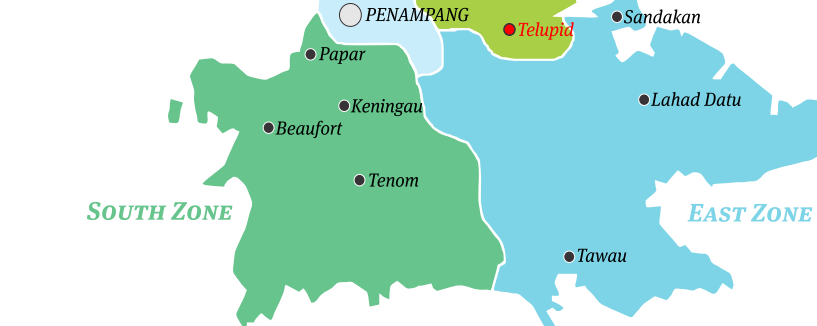 PENAMPANG
Sandakan
Telupid
Papar
Lahad Datu
Keningau
Beaufort
Tenom
SOUTH ZONE
EAST ZONE
Tawau